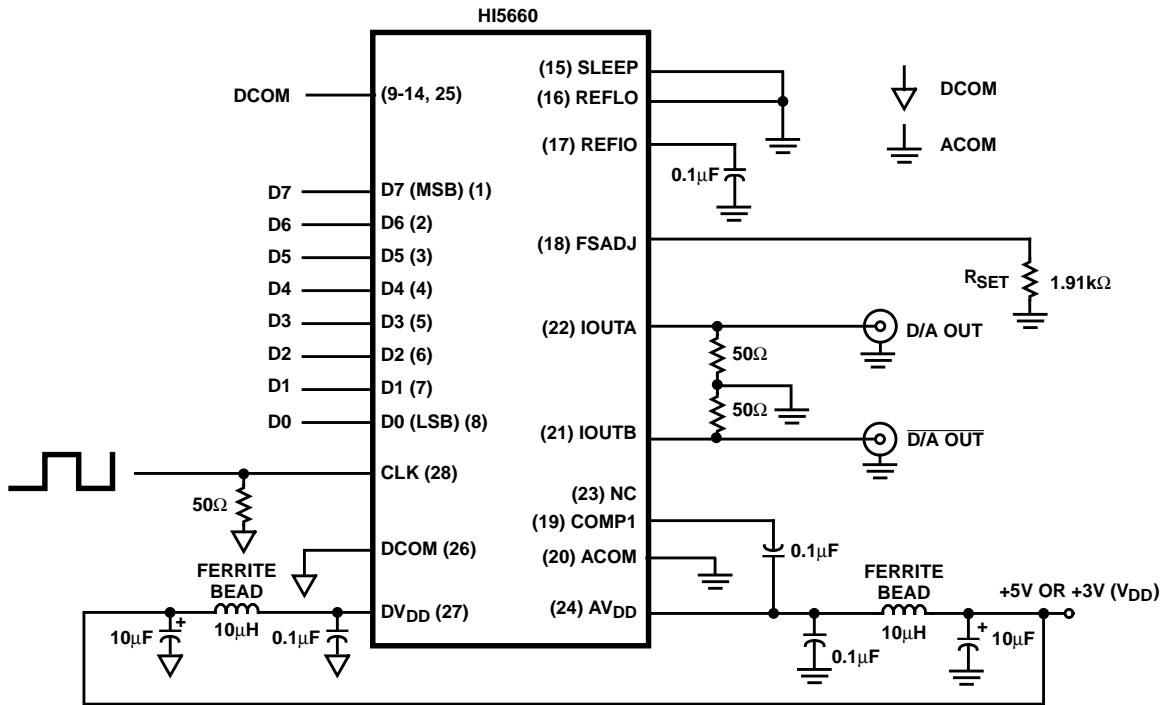 HI5660
(15) SLEEP
DCOM
(9-14, 25)
(16) REFLO
DCOM
(17) REFIO
ACOM
0.1μF
D7
D7 (MSB) (1)
D6
D6 (2)
(18) FSADJ
D5
D5 (3)
RSET
1.91kΩ
D4
D4 (4)
D3
D3 (5)
(22) IOUTA
D/A OUT
D2
D2 (6)
50Ω
D1
D1 (7)
50Ω
D0
D0 (LSB) (8)
(21) IOUTB
D/A OUT
CLK (28)
(23) NC
50Ω
(19) COMP1
DCOM (26)
(20) ACOM
0.1μF
FERRITE
BEAD
FERRITE
BEAD
+5V OR +3V (VDD)
DVDD (27)
(24) AVDD
10μF
+
10μH
0.1μF
0.1μF
10μH
+
10μF